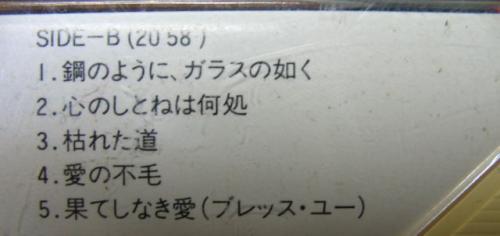 SIDE-B (20 58')
1. 鋼のように、ガラスの如く
2. 心のしとねは何処
3. 枯れた道
4. 愛の不毛
5. 果てしなき愛(ブレッス・ユー)